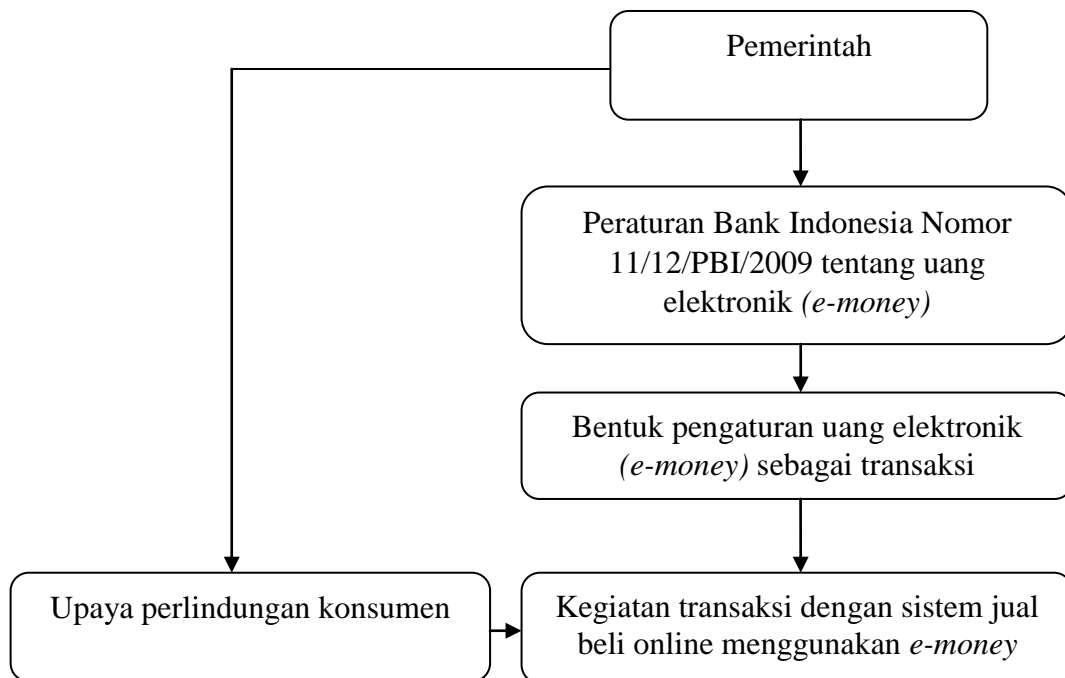 Pemerintah
Peraturan Bank Indonesia Nomor
11/12/PBI/2009 tentang uang
elektronik (e-money)
Bentuk pengaturan uang elektronik
(e-money) sebagai transaksi
Upaya perlindungan konsumen
Kegiatan transaksi dengan sistem jual
beli online menggunakan e-money